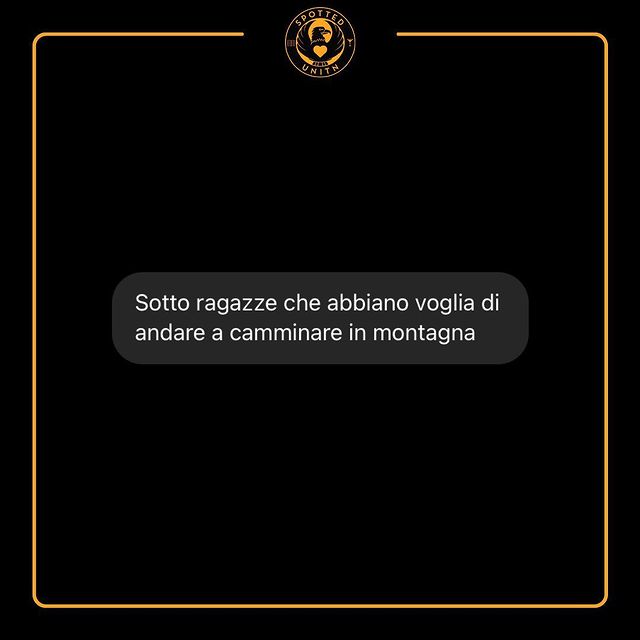 SPOTTED
UNITN
Sotto ragazze che abbiano voglia di
andare a camminare in montagna